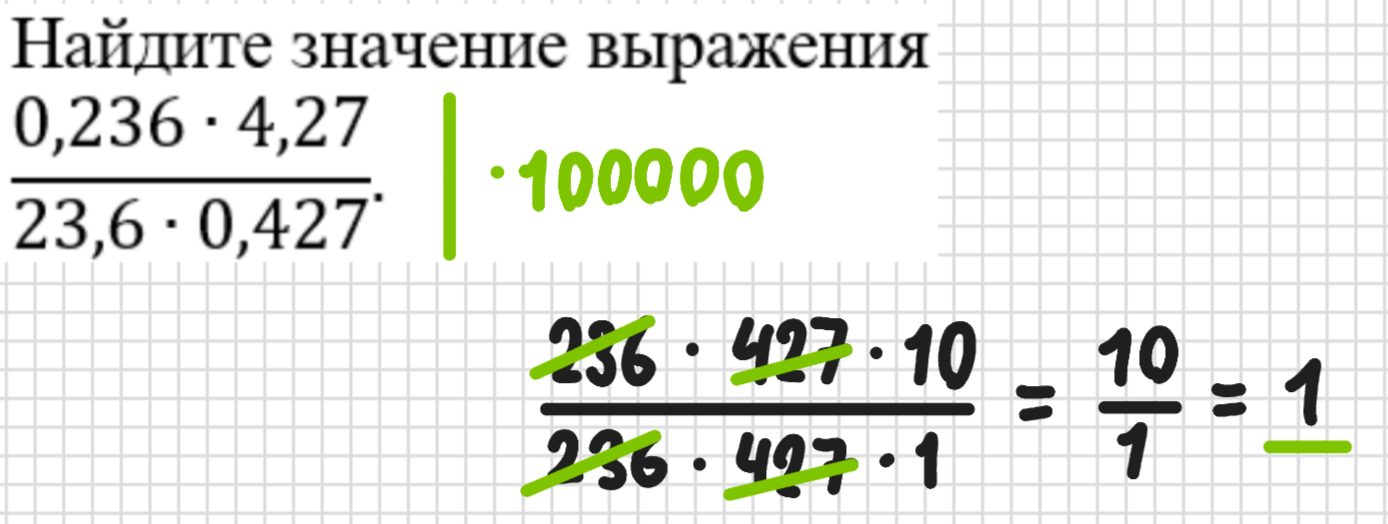 Найдите значение выражения
0,236 · 4,27
23,6 · 0,427.
· 100000
236 · 427 · 10
236 · 427 · 1
= 10/1 = 1